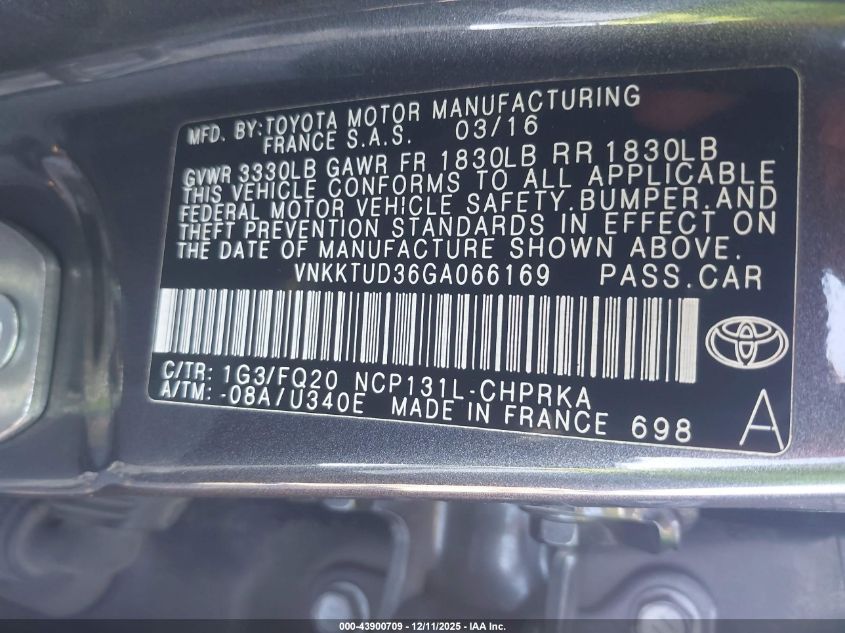 MFD. BY:TOYOTA MOTOR MANUFACTURING
FRANCE S.A.S. 03/16
GVWR 3330LB GAWR FR 1830LB RR 1830LB
THIS VEHICLE CONFORMS TO ALL APPLICABLE
FEDERAL MOTOR VEHICLE SAFETY,BUMPER,AND
THEFT PREVENTION STANDARDS IN EFFECT ON
THE DATE OF MANUFACTURE SHOWN ABOVE.
VNKKTUD36GA066169 PASS.CAR
C/TR: 1G3/FQ20 NCP131L-CHPRKA
A/TM: -08A/U340E MADE IN FRANCE 698 A
000-43900709 - 12/11/2025 - IAA Inc.